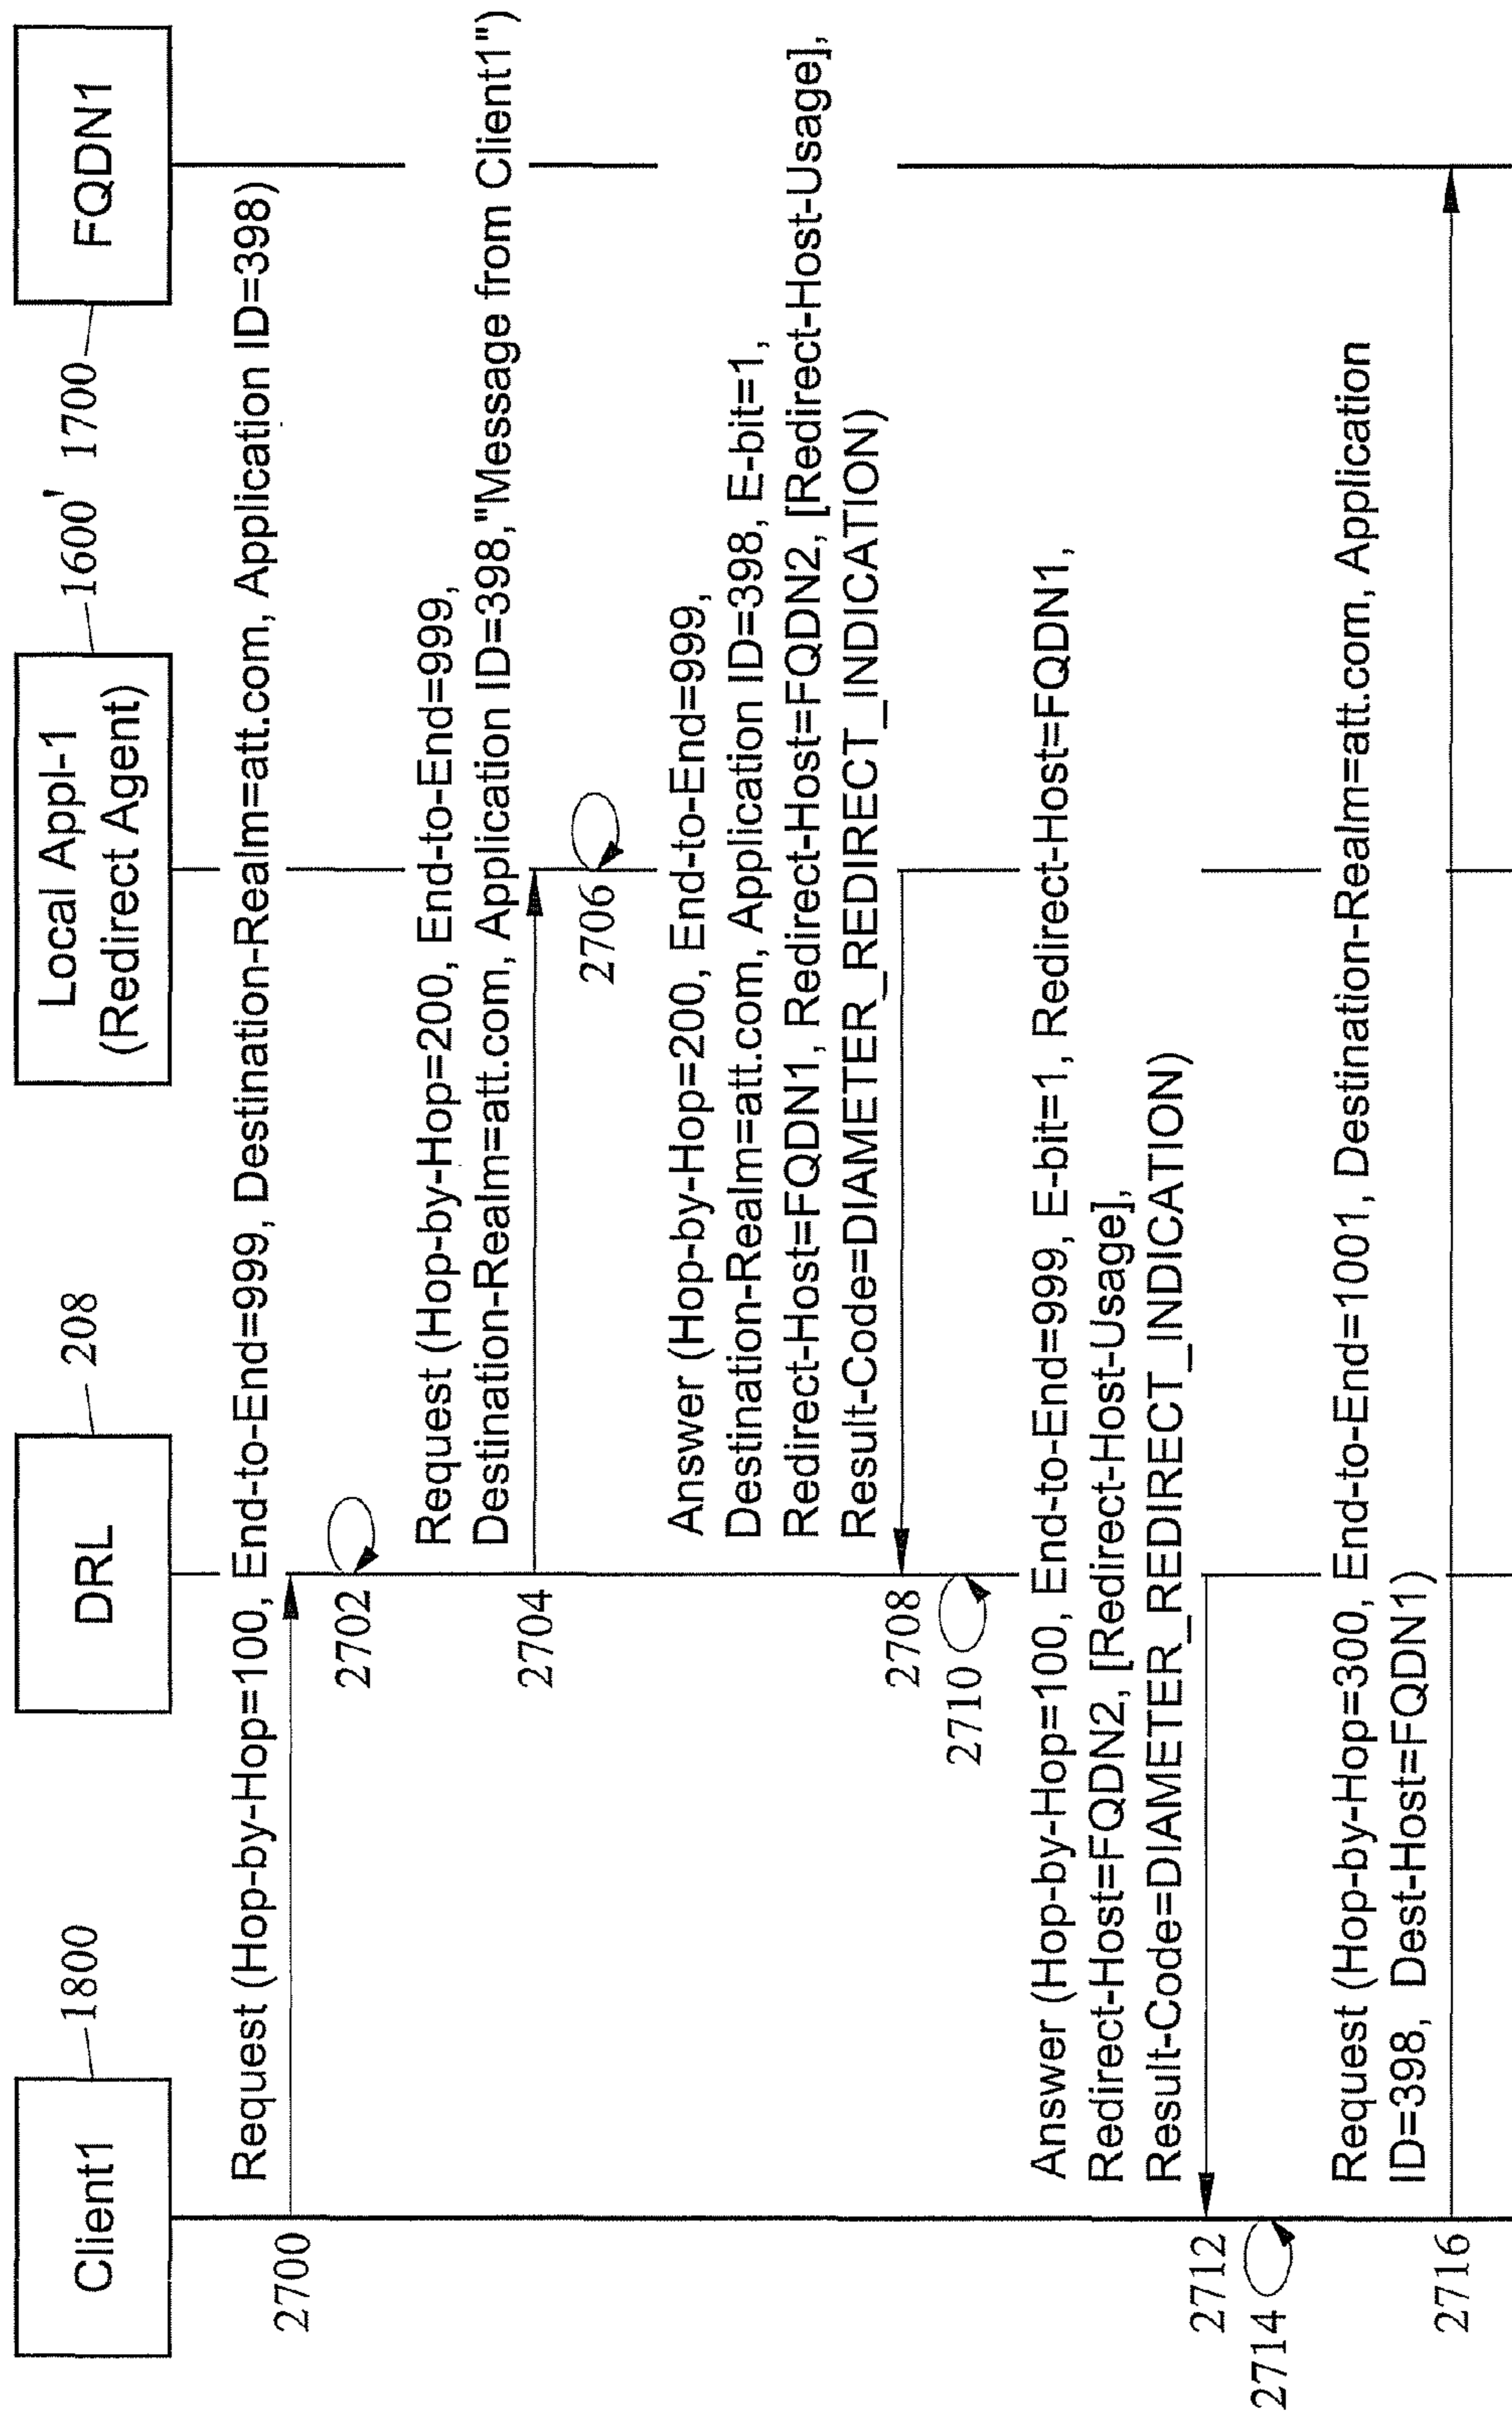 Client1
1800
DRL
208
Local Appl-1
(Redirect Agent)
1600'
FQDN1
1700
Request (Hop-by-Hop=100, End-to-End=999, Destination-Realm=att.com, Application ID=398)
2700
2702
Request (Hop-by-Hop=200, End-to-End=999,
Destination-Realm=att.com, Application ID=398,"Message from Client1")
2704
2706
Answer (Hop-by-Hop=200, End-to-End=999,
Destination-Realm=att.com, Application ID=398, E-bit=1,
Redirect-Host=FQDN1, Redirect-Host=FQDN2, [Redirect-Host-Usage],
Result-Code=DIAMETER_REDIRECT_INDICATION)
2708
2710
Answer (Hop-by-Hop=100, End-to-End=999, E-bit=1, Redirect-Host=FQDN1,
Redirect-Host=FQDN2, [Redirect-Host-Usage],
Result-Code=DIAMETER_REDIRECT_INDICATION)
2712
2714
Request (Hop-by-Hop=300, End-to-End=1001, Destination-Realm=att.com, Application
ID=398, Dest-Host=FQDN1)
2716